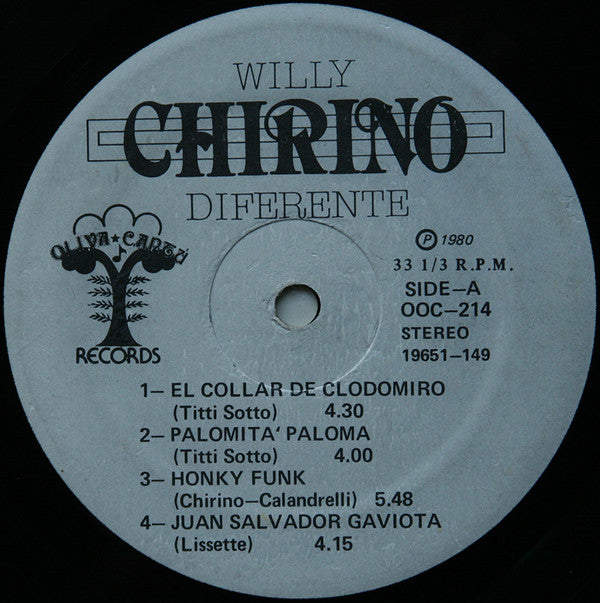 WILLY
CHIRINO
DIFERENTE
OLIVA★CANTÚ
RECORDS
Ⓟ 1980
33 1/3 R.P.M.
SIDE—A
OOC—214
STEREO
19651—149
1— EL COLLAR DE CLODOMIRO
(Titti Sotto) 4.30
2— PALOMITA' PALOMA
(Titti Sotto) 4.00
3— HONKY FUNK
(Chirino—Calandrelli) 5.48
4— JUAN SALVADOR GAVIOTA
(Lissette) 4.15